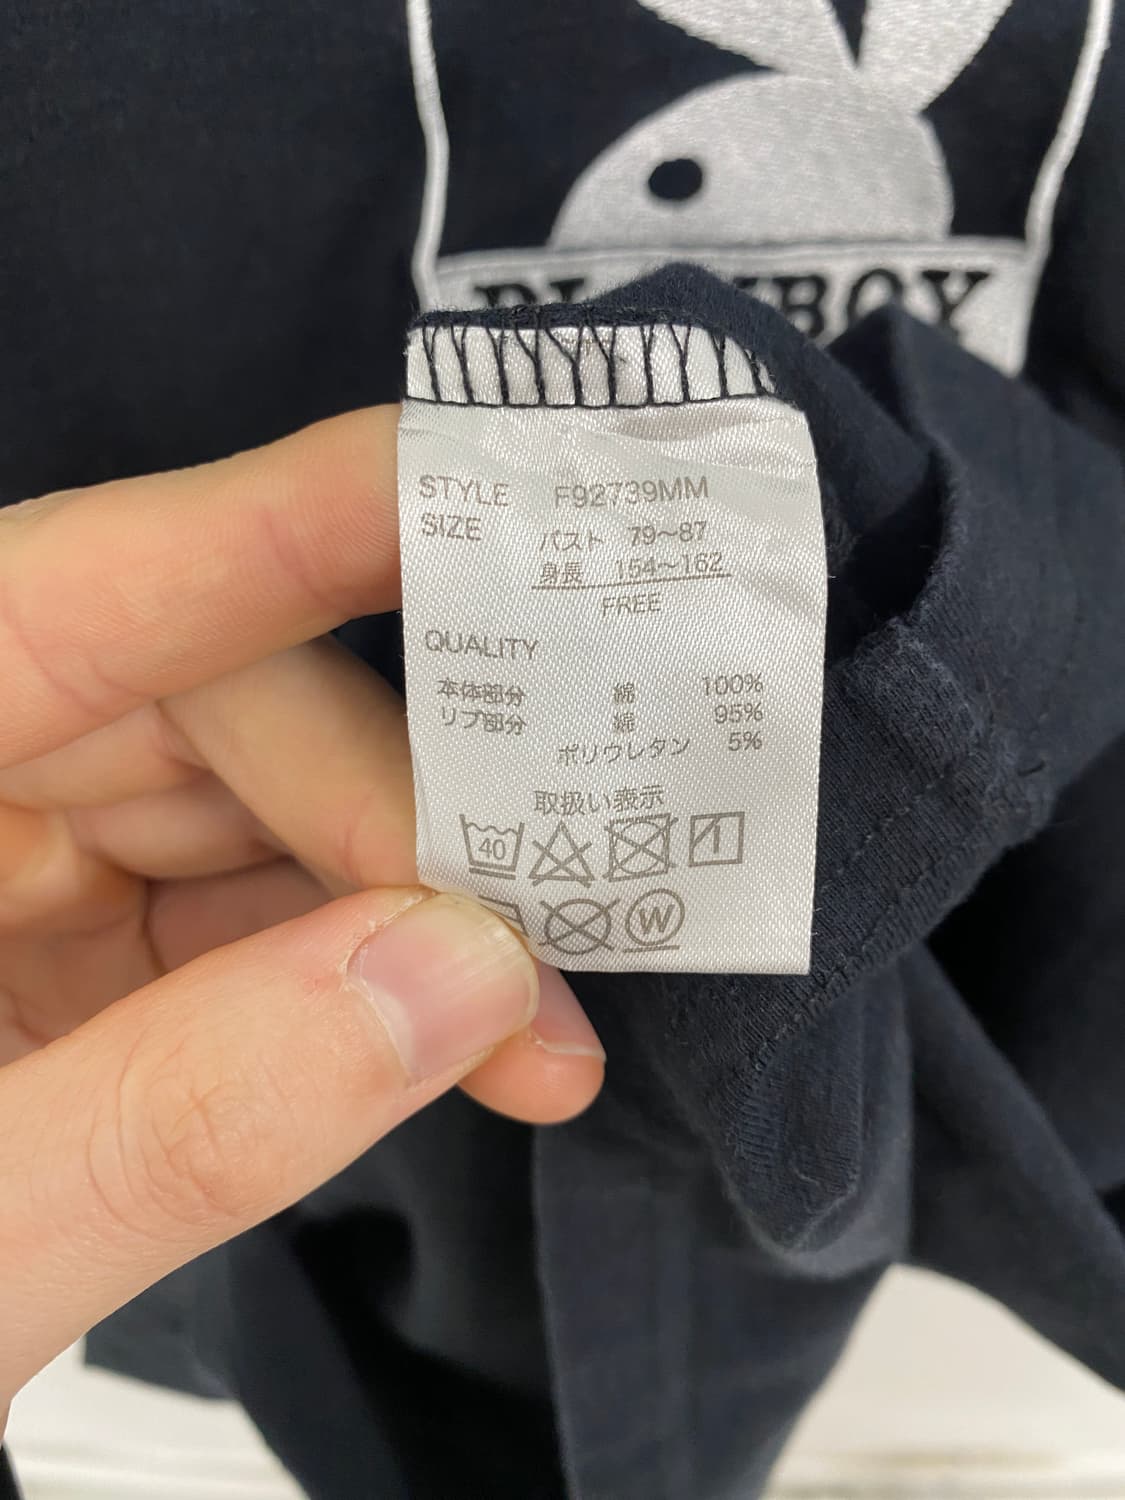 STYLE F92739MM
SIZE バスト 79〜87
身長 154〜162
FREE
QUALITY
本体部分 綿 100%
リブ部分 綿 95%
ポリウレタン 5%
取扱い表示
40
W